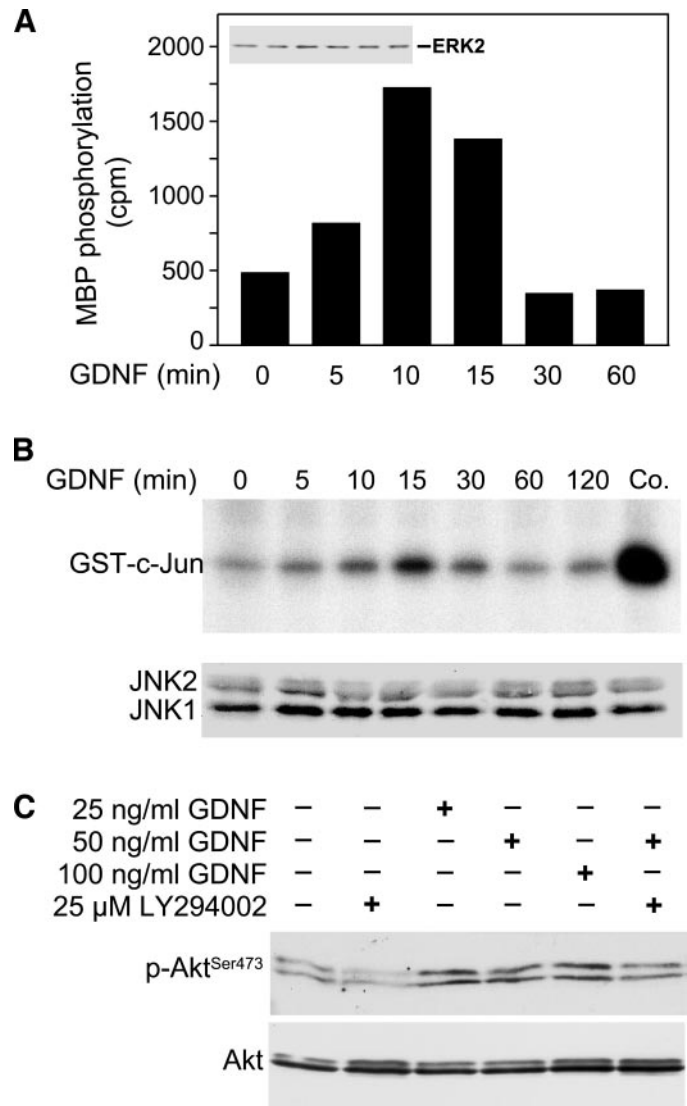 A
2000
1500
1000
500
0
MBP phosphorylation
(cpm)
–ERK2
GDNF (min) 0 5 10 15 30 60
B
GDNF (min) 0 5 10 15 30 60 120 Co.
GST-c-Jun
JNK2
JNK1
C
25 ng/ml GDNF – – + – – –
50 ng/ml GDNF – – – + – +
100 ng/ml GDNF – – – – + –
25 µM LY294002 – + – – – +
p-AktSer473
Akt